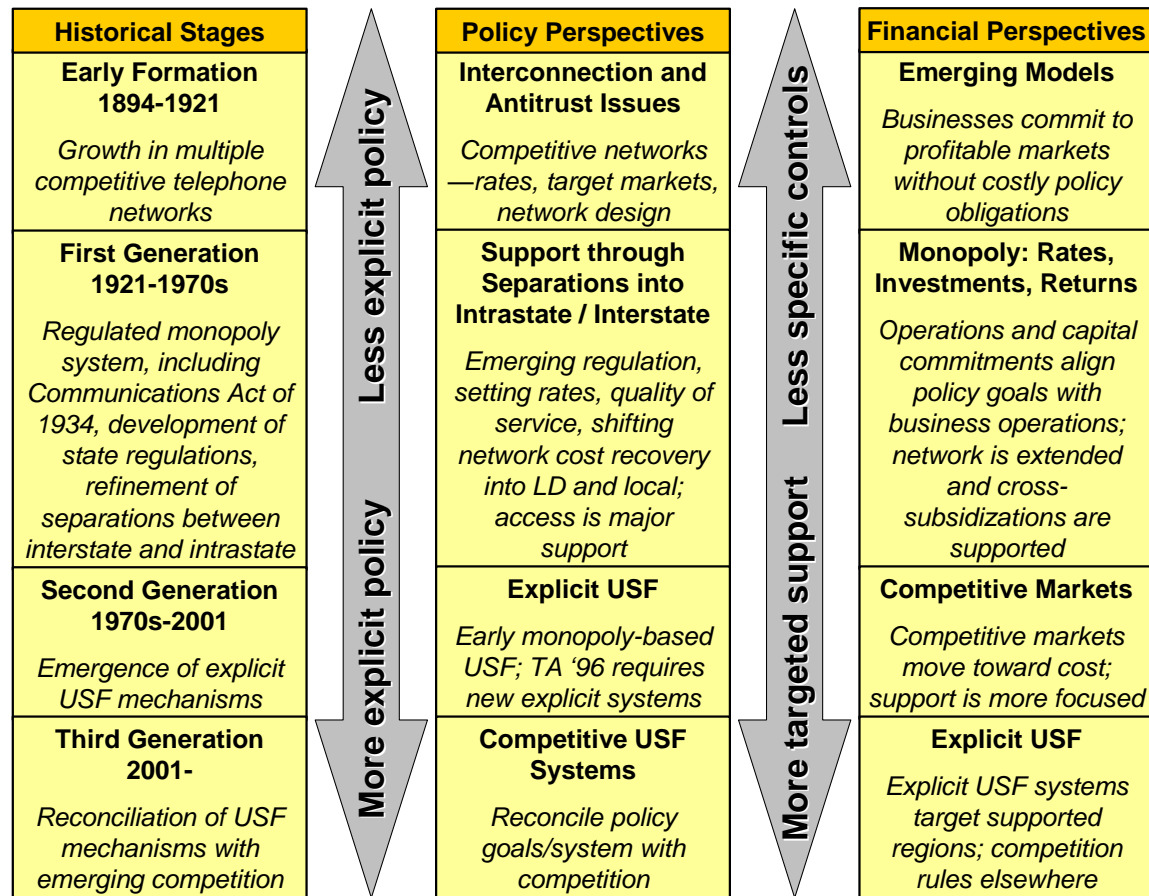 Historical Stages
Early Formation
1894-1921
Growth in multiple
competitive telephone
networks
First Generation
1921-1970s
Regulated monopoly
system, including
Communications Act of
1934, development of
state regulations,
refinement of
separations between
interstate and intrastate
Second Generation
1970s-2001
Emergence of explicit
USF mechanisms
Third Generation
2001-
Reconciliation of USF
mechanisms with
emerging competition
Less explicit policy
More explicit policy
Policy Perspectives
Interconnection and
Antitrust Issues
Competitive networks
—rates, target markets,
network design
Support through
Separations into
Intrastate / Interstate
Emerging regulation,
setting rates, quality of
service, shifting
network cost recovery
into LD and local;
access is major
support
Explicit USF
Early monopoly-based
USF; TA ‘96 requires
new explicit systems
Competitive USF
Systems
Reconcile policy
goals/system with
competition
Less specific controls
More targeted support
Financial Perspectives
Emerging Models
Businesses commit to
profitable markets
without costly policy
obligations
Monopoly: Rates,
Investments, Returns
Operations and capital
commitments align
policy goals with
business operations;
network is extended
and cross-
subsidizations are
supported
Competitive Markets
Competitive markets
move toward cost;
support is more focused
Explicit USF
Explicit USF systems
target supported
regions; competition
rules elsewhere